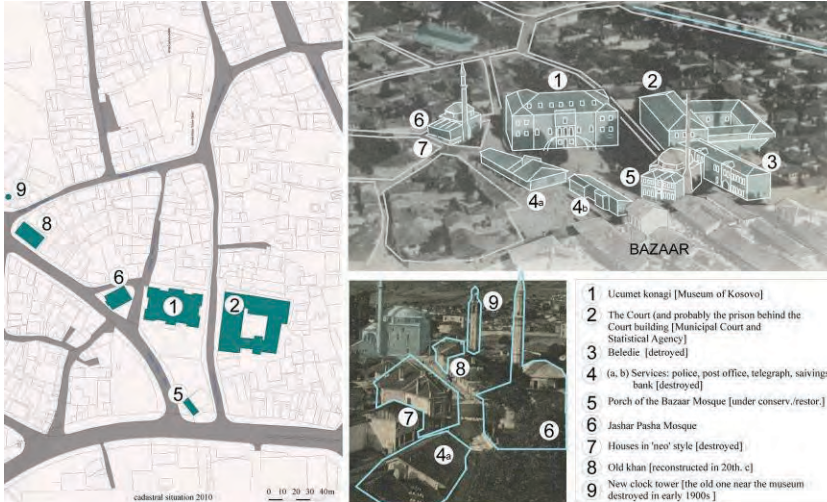 9
8
6
1
2
5
cadastral situation 2010
0 10 20 40m
1
2
6
7
5
3
4a
4b
BAZAAR
9
8
7
6
4a
1 Ucumet konagi [Museum of Kosovo]
2 The Court (and probably the prison behind the
Court building [Municipal Court and
Statistical Agency]
3 Beledie [detroyed]
4 (a, b) Services: police, post office, telegraph, saivings
bank [destroyed]
5 Porch of the Bazaar Mosque [under conserv./restor.]
6 Jashar Pasha Mosque
7 Houses in 'neo' style [destroyed]
8 Old khan [reconstructed in 20th. c]
9 New clock tower [the old one near the museum
destroyed in early 1900s ]